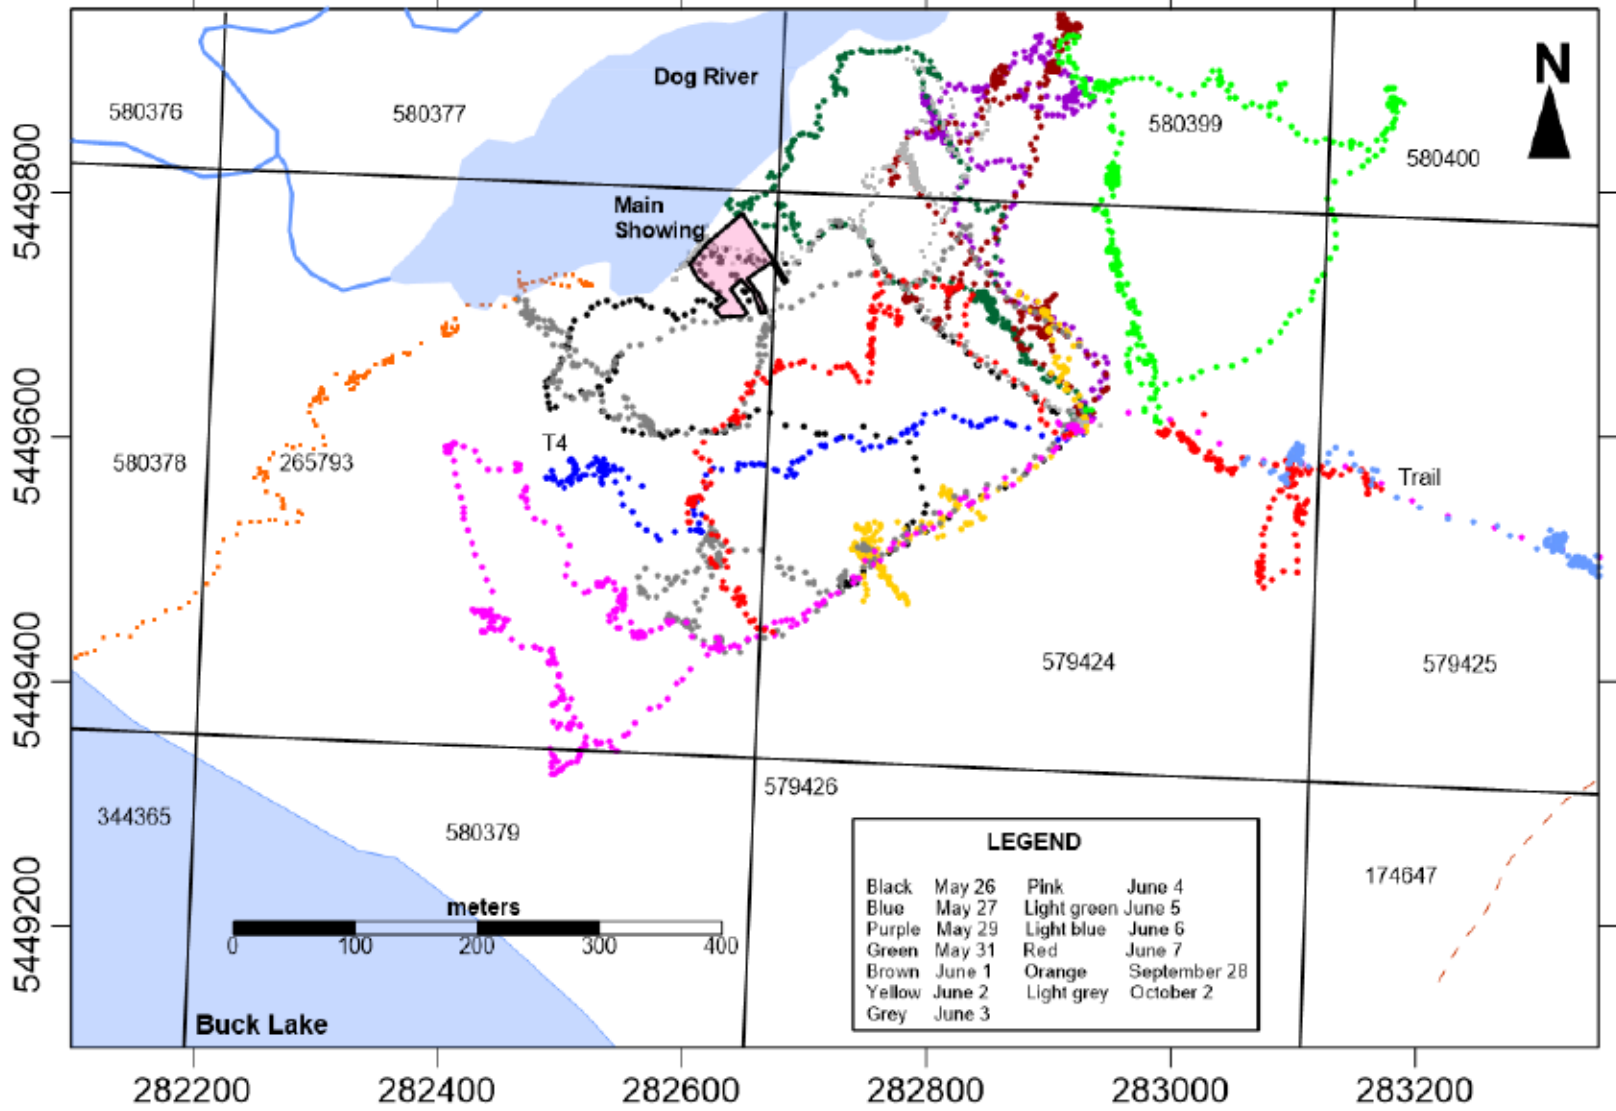 Dog River
N
580376
580377
580399
580400
5449800
Main
Showing
T4
5449600
580378
265793
Trail
5449400
579424
579425
579426
344365
580379
174647
5449200
meters
0 100 200 300 400
LEGEND
Black May 26 Pink June 4
Blue May 27 Light green June 5
Purple May 29 Light blue June 6
Green May 31 Red June 7
Brown June 1 Orange September 28
Yellow June 2 Light grey October 2
Grey June 3
Buck Lake
282200 282400 282600 282800 283000 283200